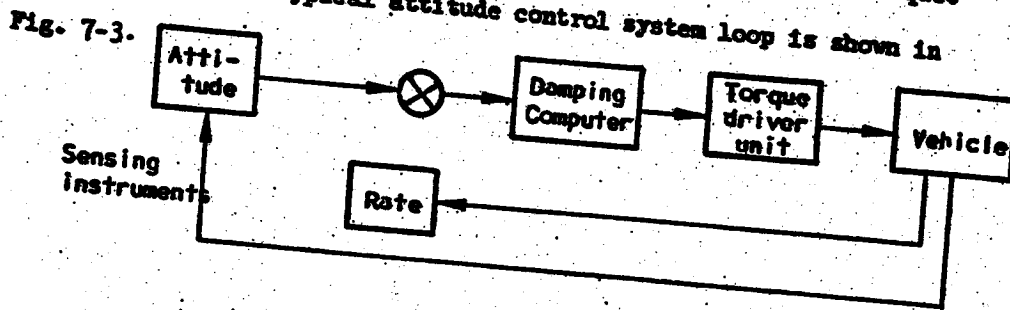 typical attitude control system loop is shown in
Fig. 7-3.
Atti-
tude
Damping
Computer
Torque
driver
unit
Vehicle
Sensing
instruments
Rate